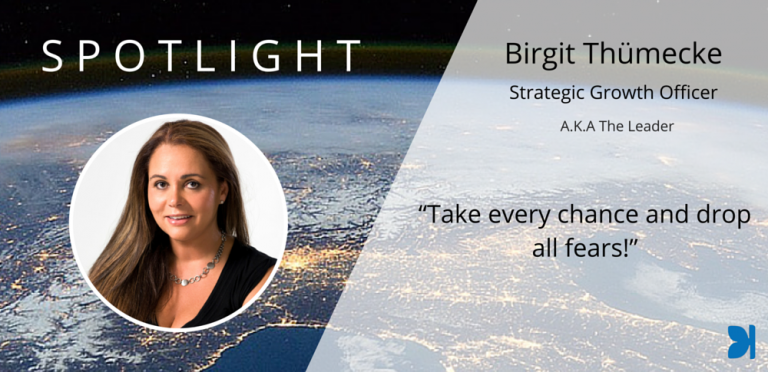 SPOTLIGHT
Birgit Thümecke
Strategic Growth Officer
A.K.A The Leader
“Take every chance and drop
all fears!”